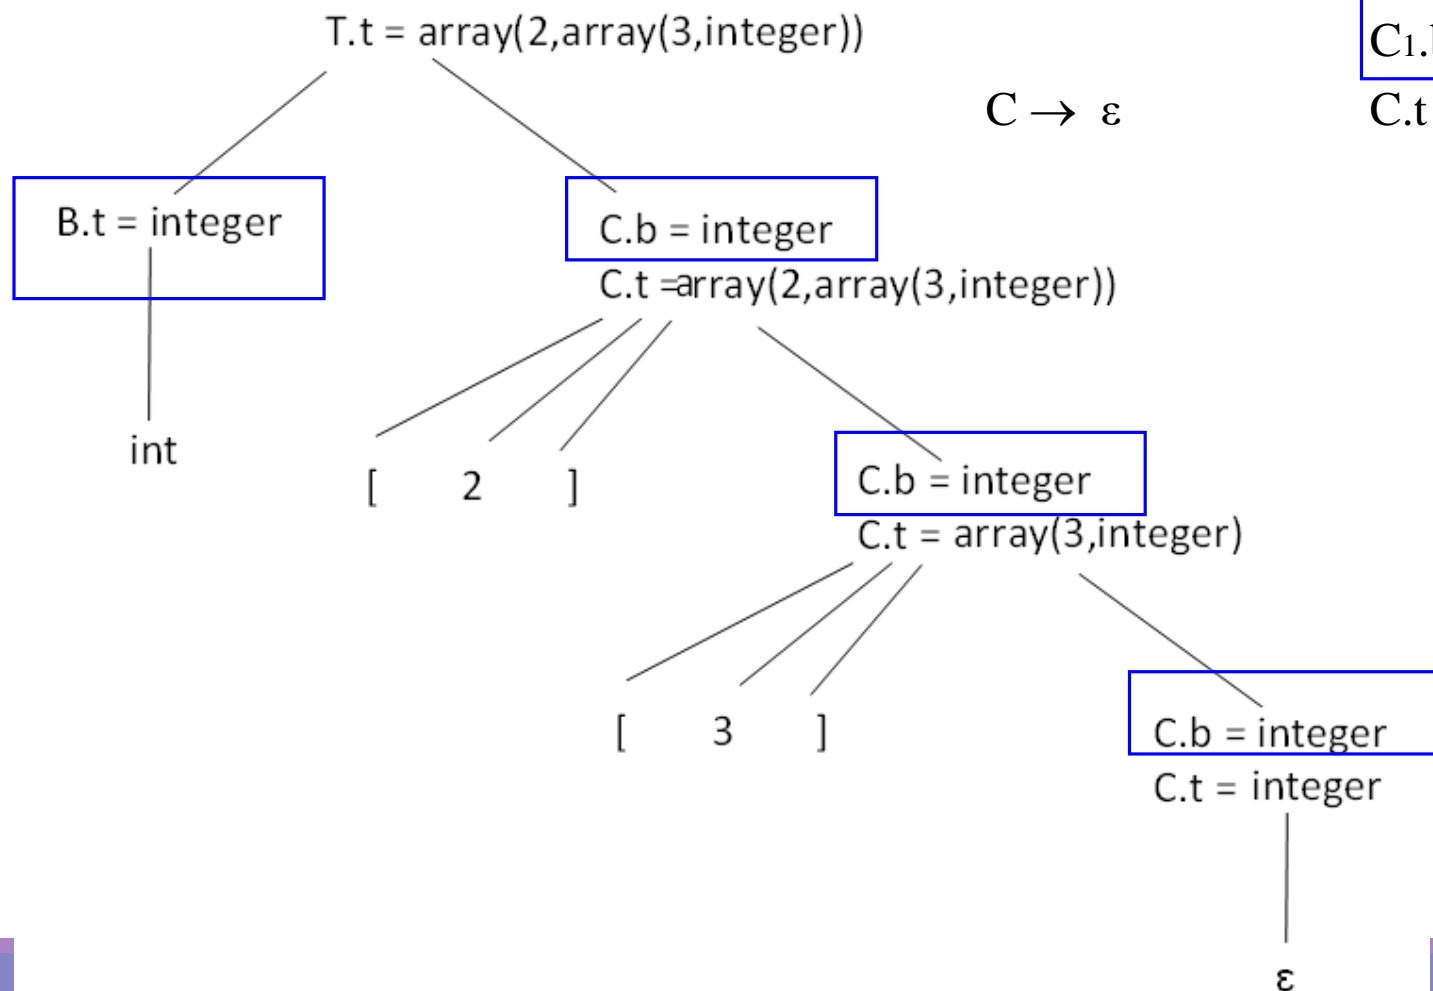 T.t = array(2,array(3,integer))
C₁.
C → ε
C.t
B.t = integer
C.b = integer
C.t =array(2,array(3,integer))
int
[ 2 ]
C.b = integer
C.t = array(3,integer)
[ 3 ]
C.b = integer
C.t = integer
ε